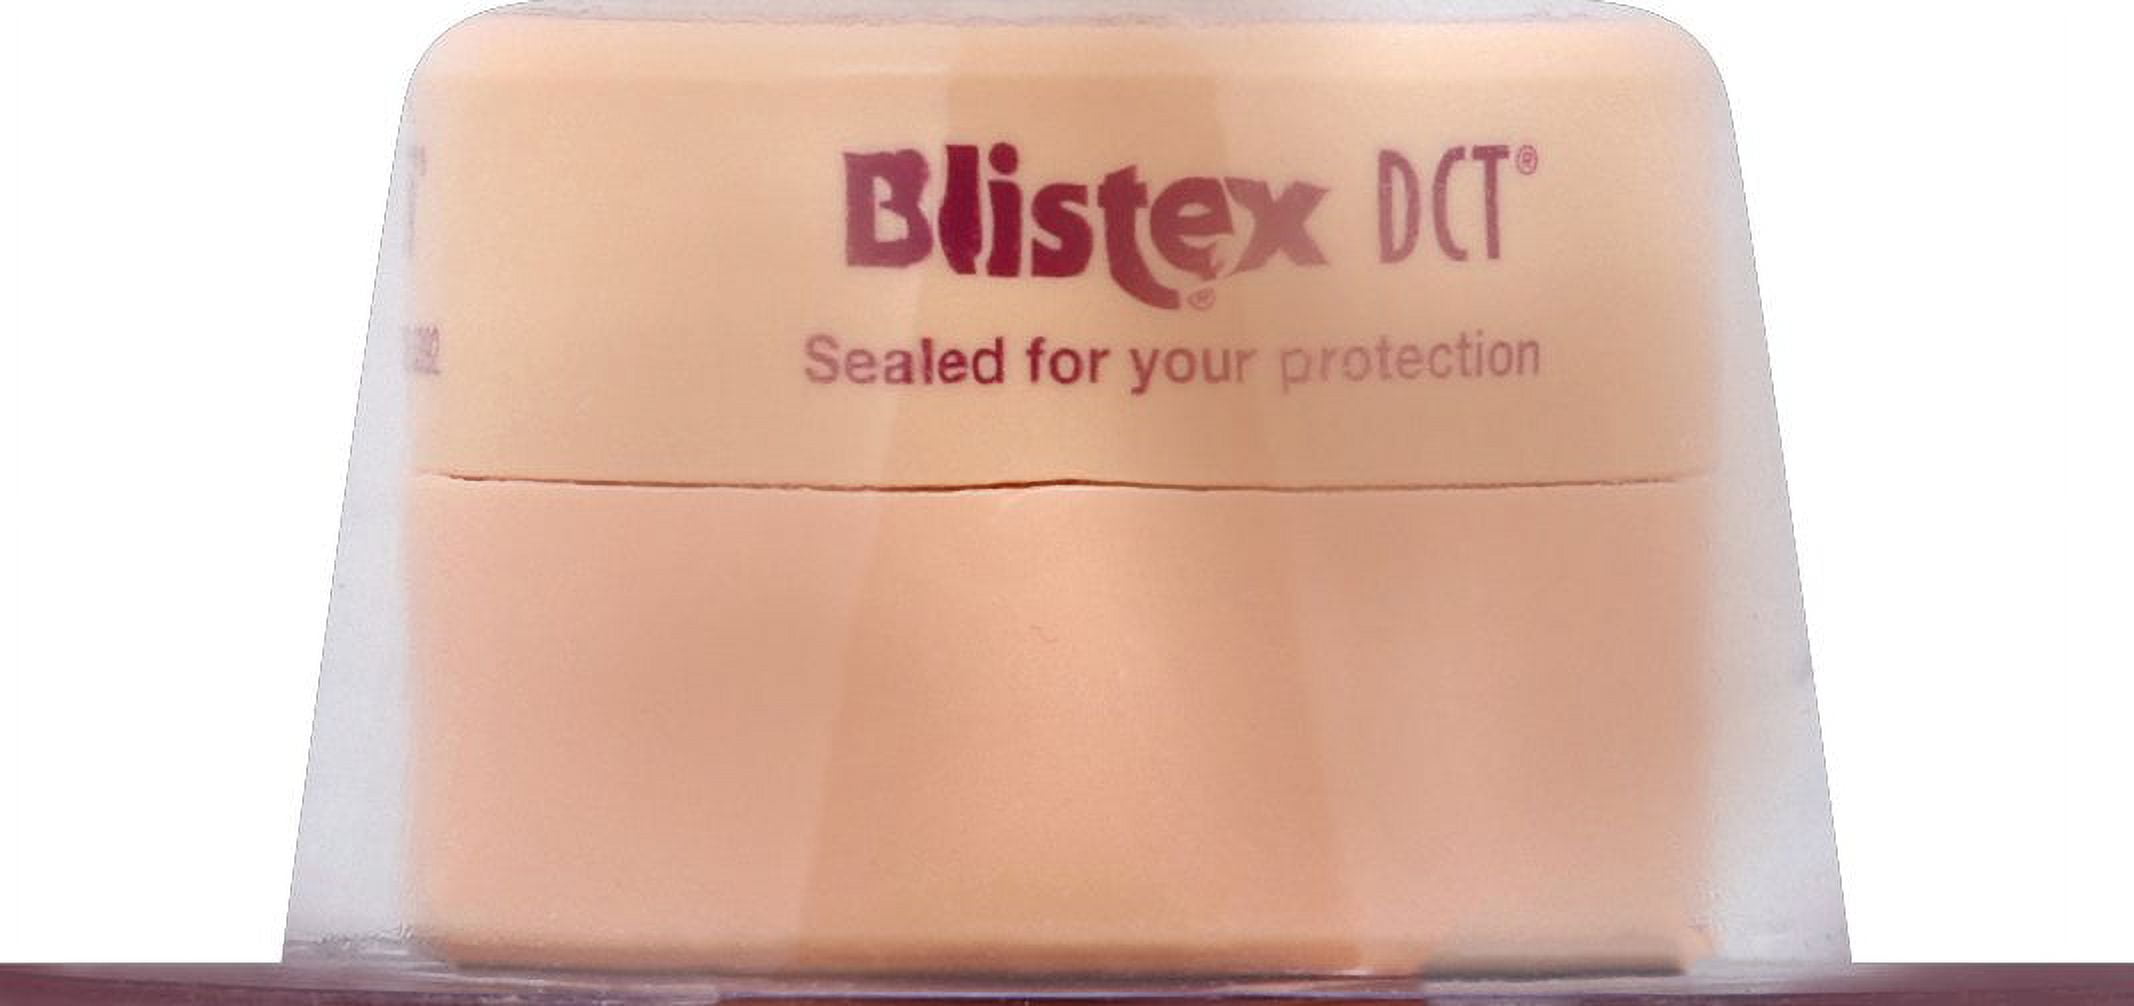 Blistex® DCT®
Sealed for your protection